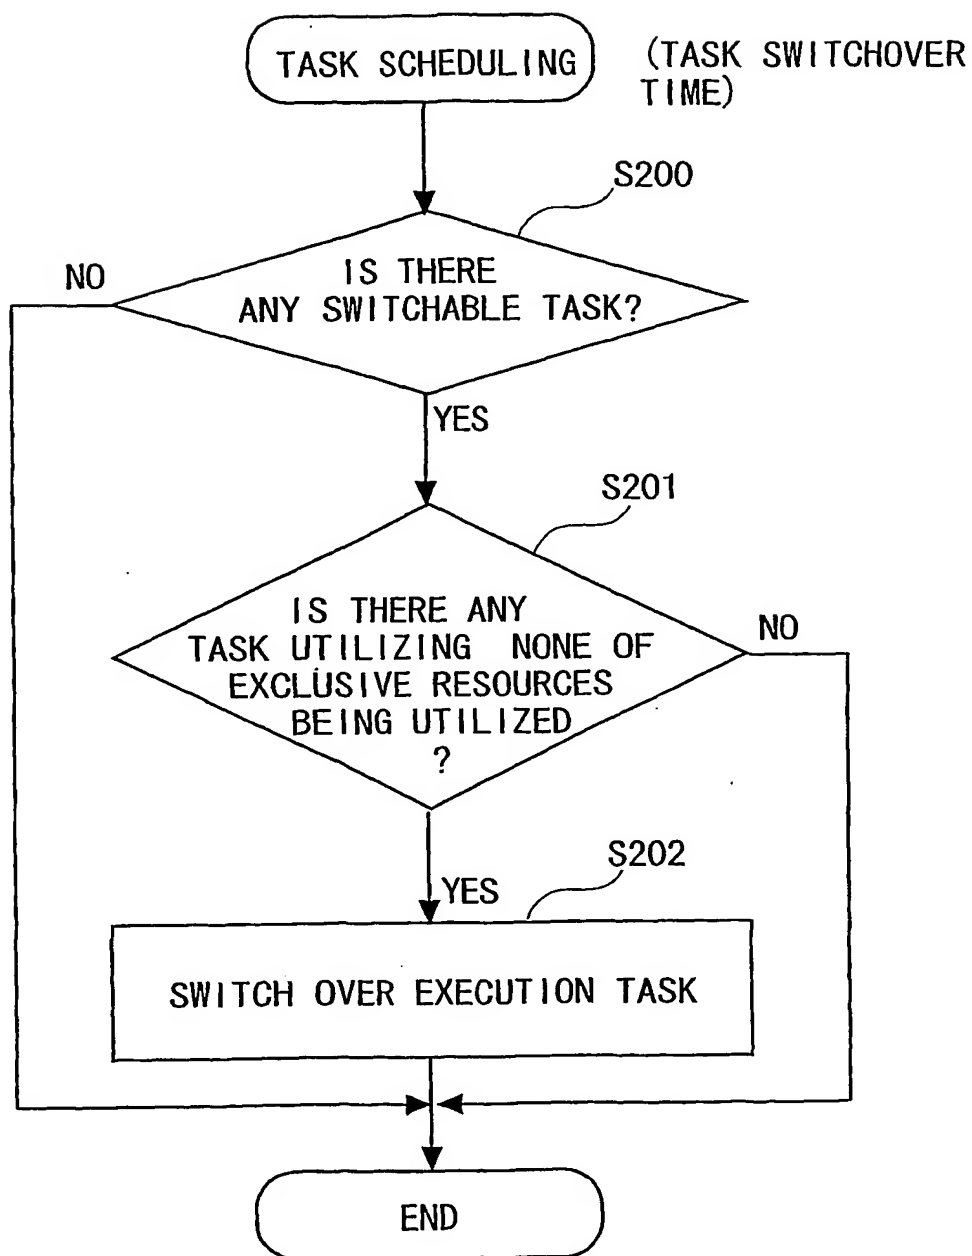 TASK SCHEDULING
(TASK SWITCHOVER
TIME)
S200
NO
IS THERE
ANY SWITCHABLE TASK?
YES
S201
IS THERE ANY
TASK UTILIZING NONE OF
EXCLUSIVE RESOURCES
BEING UTILIZED
?
NO
S202
YES
SWITCH OVER EXECUTION TASK
END